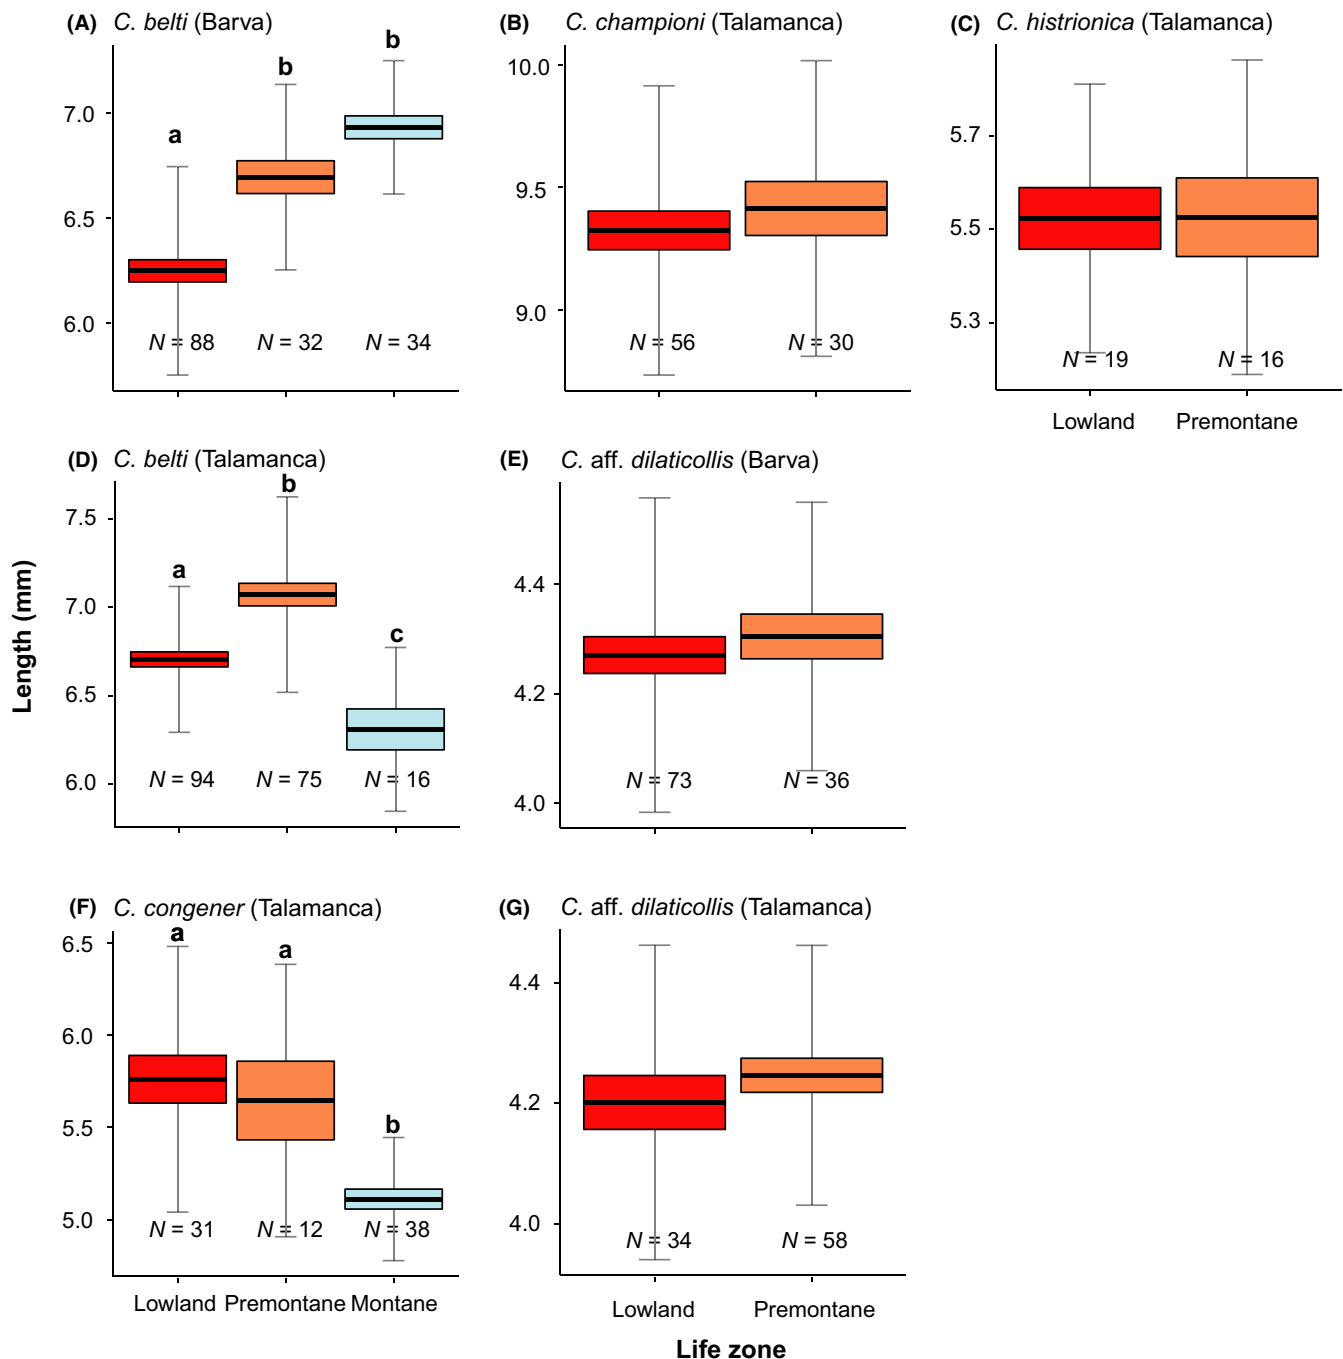 (A) C. belti (Barva)
a
b
b
7.0
6.5
6.0
N = 88
N = 32
N = 34
(B) C. championi (Talamanca)
10.0
9.5
9.0
N = 56
N = 30
(C) C. histrionica (Talamanca)
5.7
5.5
5.3
N = 19
N = 16
Lowland
Premontane
(D) C. belti (Talamanca)
a
b
c
7.5
7.0
6.5
6.0
N = 94
N = 75
N = 16
(E) C. aff. dilaticollis (Barva)
4.4
4.2
4.0
N = 73
N = 36
Length (mm)
(F) C. congener (Talamanca)
a
a
b
6.5
6.0
5.5
5.0
N = 31
N = 12
N = 38
Lowland
Premontane
Montane
(G) C. aff. dilaticollis (Talamanca)
4.4
4.2
4.0
N = 34
N = 58
Lowland
Premontane
Life zone